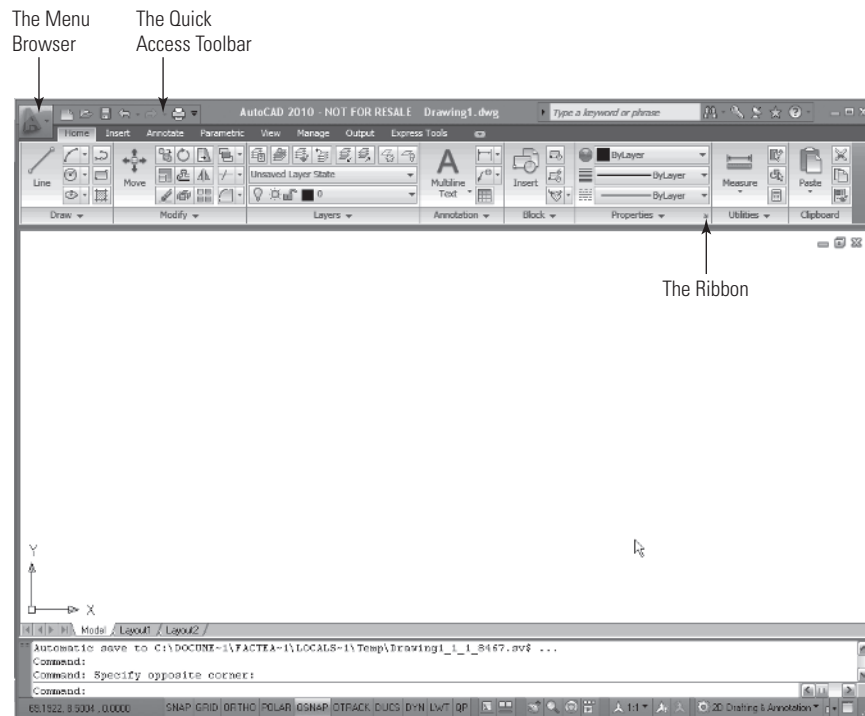 The Menu Browser
The Quick Access Toolbar
AutoCAD 2010 - NOT FOR RESALE Drawing1.dwg
Type a keyword or phrase
Home Insert Annotate Parametric View Manage Output Express Tools
Line
Move
Unsaved Layer State
0
Multiline Text
Insert
ByLayer
ByLayer
ByLayer
Measure
Paste
Draw Modify Layers Annotation Block Properties Utilities Clipboard
The Ribbon
Y
X
Model Layout1 Layout2
Automatic save to C:\DOCUME~1\FACTEA~1\LOCALS~1\Temp\Drawing1_1_1_8467.sv$ ...
Command:
Command: Specify opposite corner:
Command:
SNAP GRID ORTHO POLAR OSNAP OTRACK DUCS DYN LWT QP 1:1 2D Drafting & Annotation